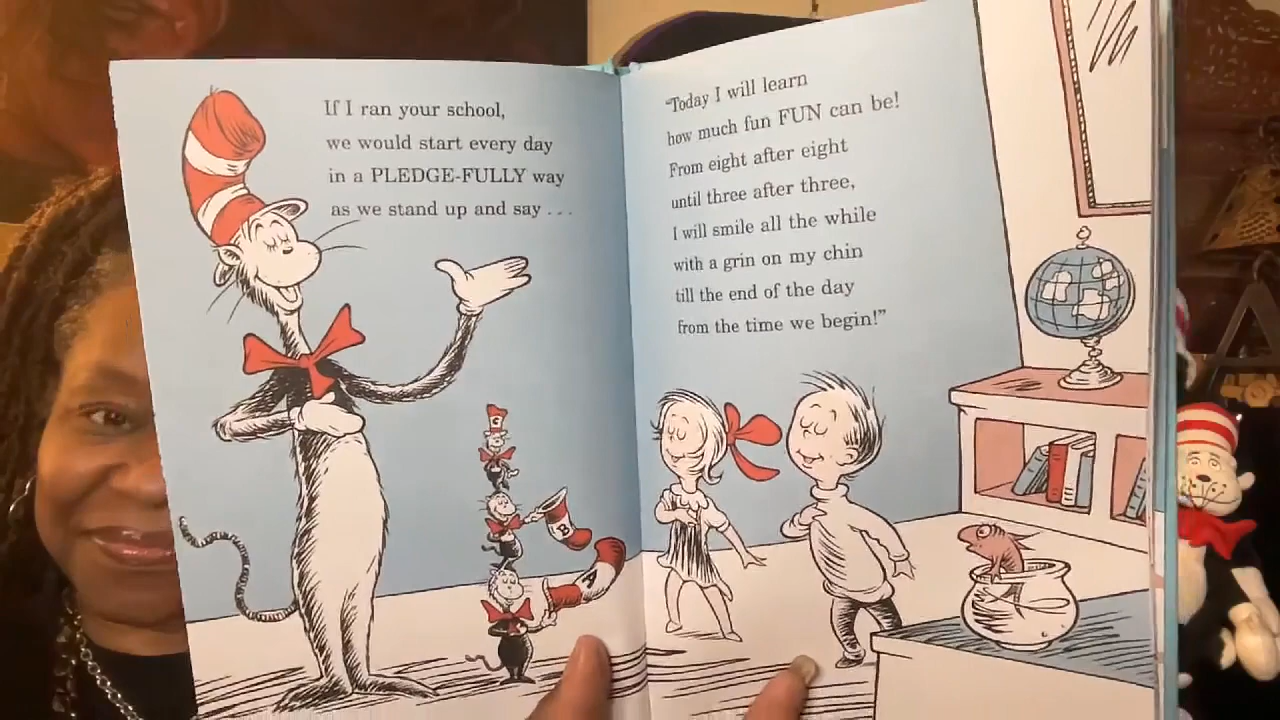 If I ran your school,
we would start every day
in a PLEDGE-FULLY way
as we stand up and say . . .
"Today I will learn
how much fun FUN can be!
From eight after eight
until three after three,
I will smile all the while
with a grin on my chin
till the end of the day
from the time we begin!"
C
B
A